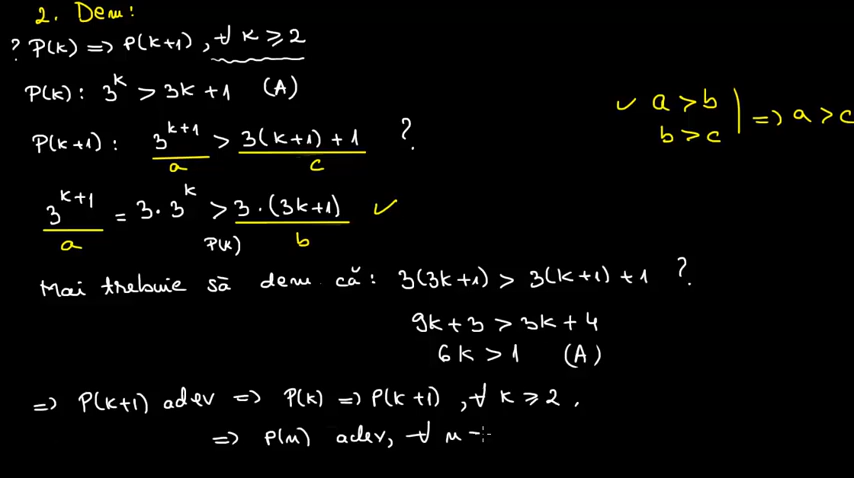 2. Dem:
? P(k) => P(k+1), ∀ k ≥ 2
P(k): 3^k > 3k+1 (A)
P(k+1): 3^{k+1} > 3(k+1)+1 ?
a c
3^{k+1} = 3·3^k > 3·(3k+1) ✓
a P(k) b
Mai trebuie să dem că: 3(3k+1) > 3(k+1)+1 ?
9k+3 > 3k+4
6k > 1 (A)
=> P(k+1) adev => P(k) => P(k+1), ∀ k ≥ 2,
=> P(n) adev, ∀ n
✓ a > b
b > c | => a > c